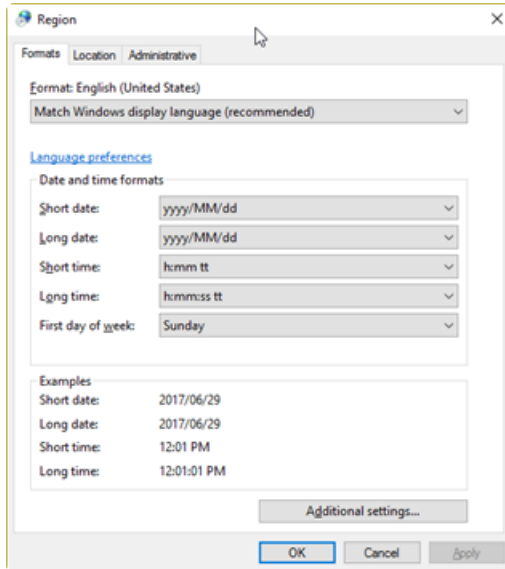 Region
Formats Location Administrative
Format: English (United States)
Match Windows display language (recommended)
Language preferences
Date and time formats
Short date: yyyy/MM/dd
Long date: yyyy/MM/dd
Short time: h:mm tt
Long time: h:mm:ss tt
First day of week: Sunday
Examples
Short date: 2017/06/29
Long date: 2017/06/29
Short time: 12:01 PM
Long time: 12:01:01 PM
Additional settings...
OK Cancel Apply